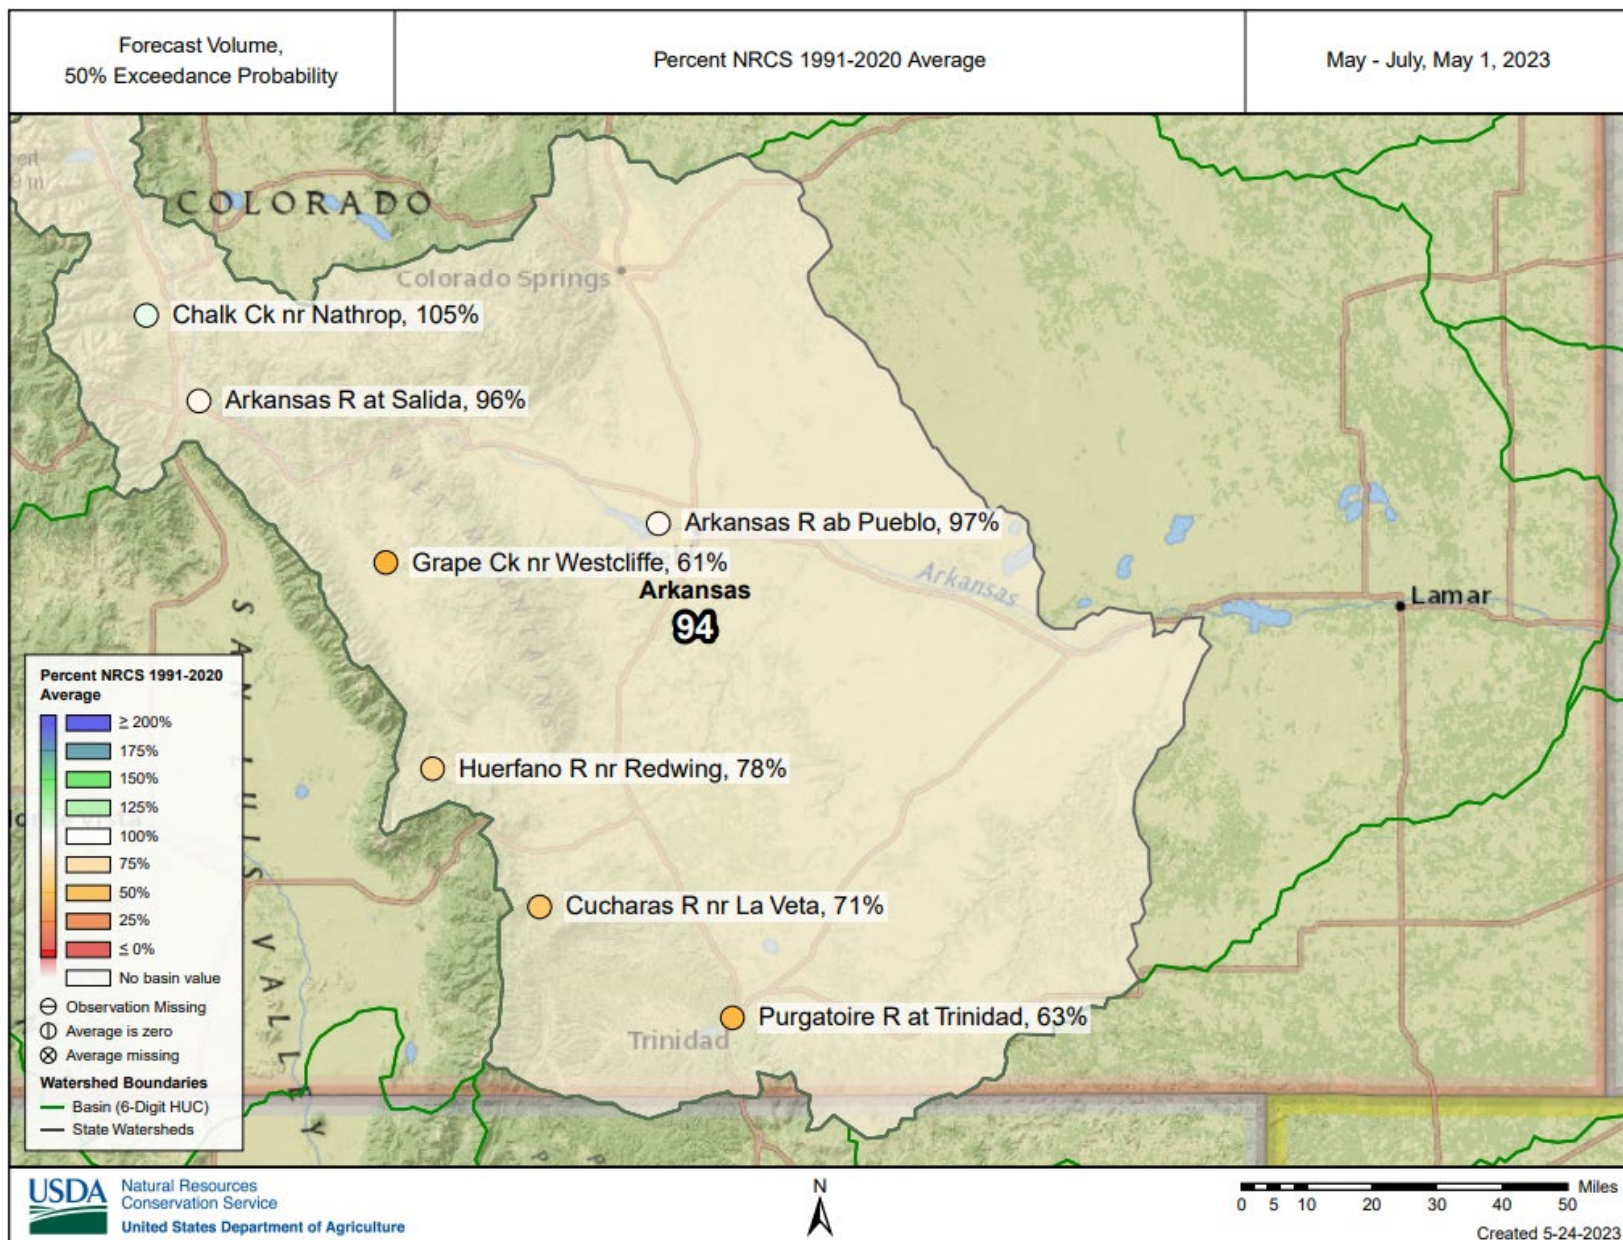 Forecast Volume,
50% Exceedance Probability
Percent NRCS 1991-2020 Average
May - July, May 1, 2023
COLORADO
Colorado Springs
Chalk Ck nr Nathrop, 105%
Arkansas R at Salida, 96%
WET MOUNTAINS
Arkansas R ab Pueblo, 97%
Grape Ck nr Westcliffe, 61%
Arkansas
94
Arkansas
Lamar
SAN LUIS VALLEY
Huerfano R nr Redwing, 78%
Cucharas R nr La Veta, 71%
Purgatoire R at Trinidad, 63%
Trinidad
Percent NRCS 1991-2020
Average
≥ 200%
175%
150%
125%
100%
75%
50%
25%
≤ 0%
No basin value
Observation Missing
Average is zero
Average missing
Watershed Boundaries
Basin (6-Digit HUC)
State Watersheds
USDA
Natural Resources
Conservation Service
United States Department of Agriculture
N
Miles
0 5 10 20 30 40 50
Created 5-24-2023